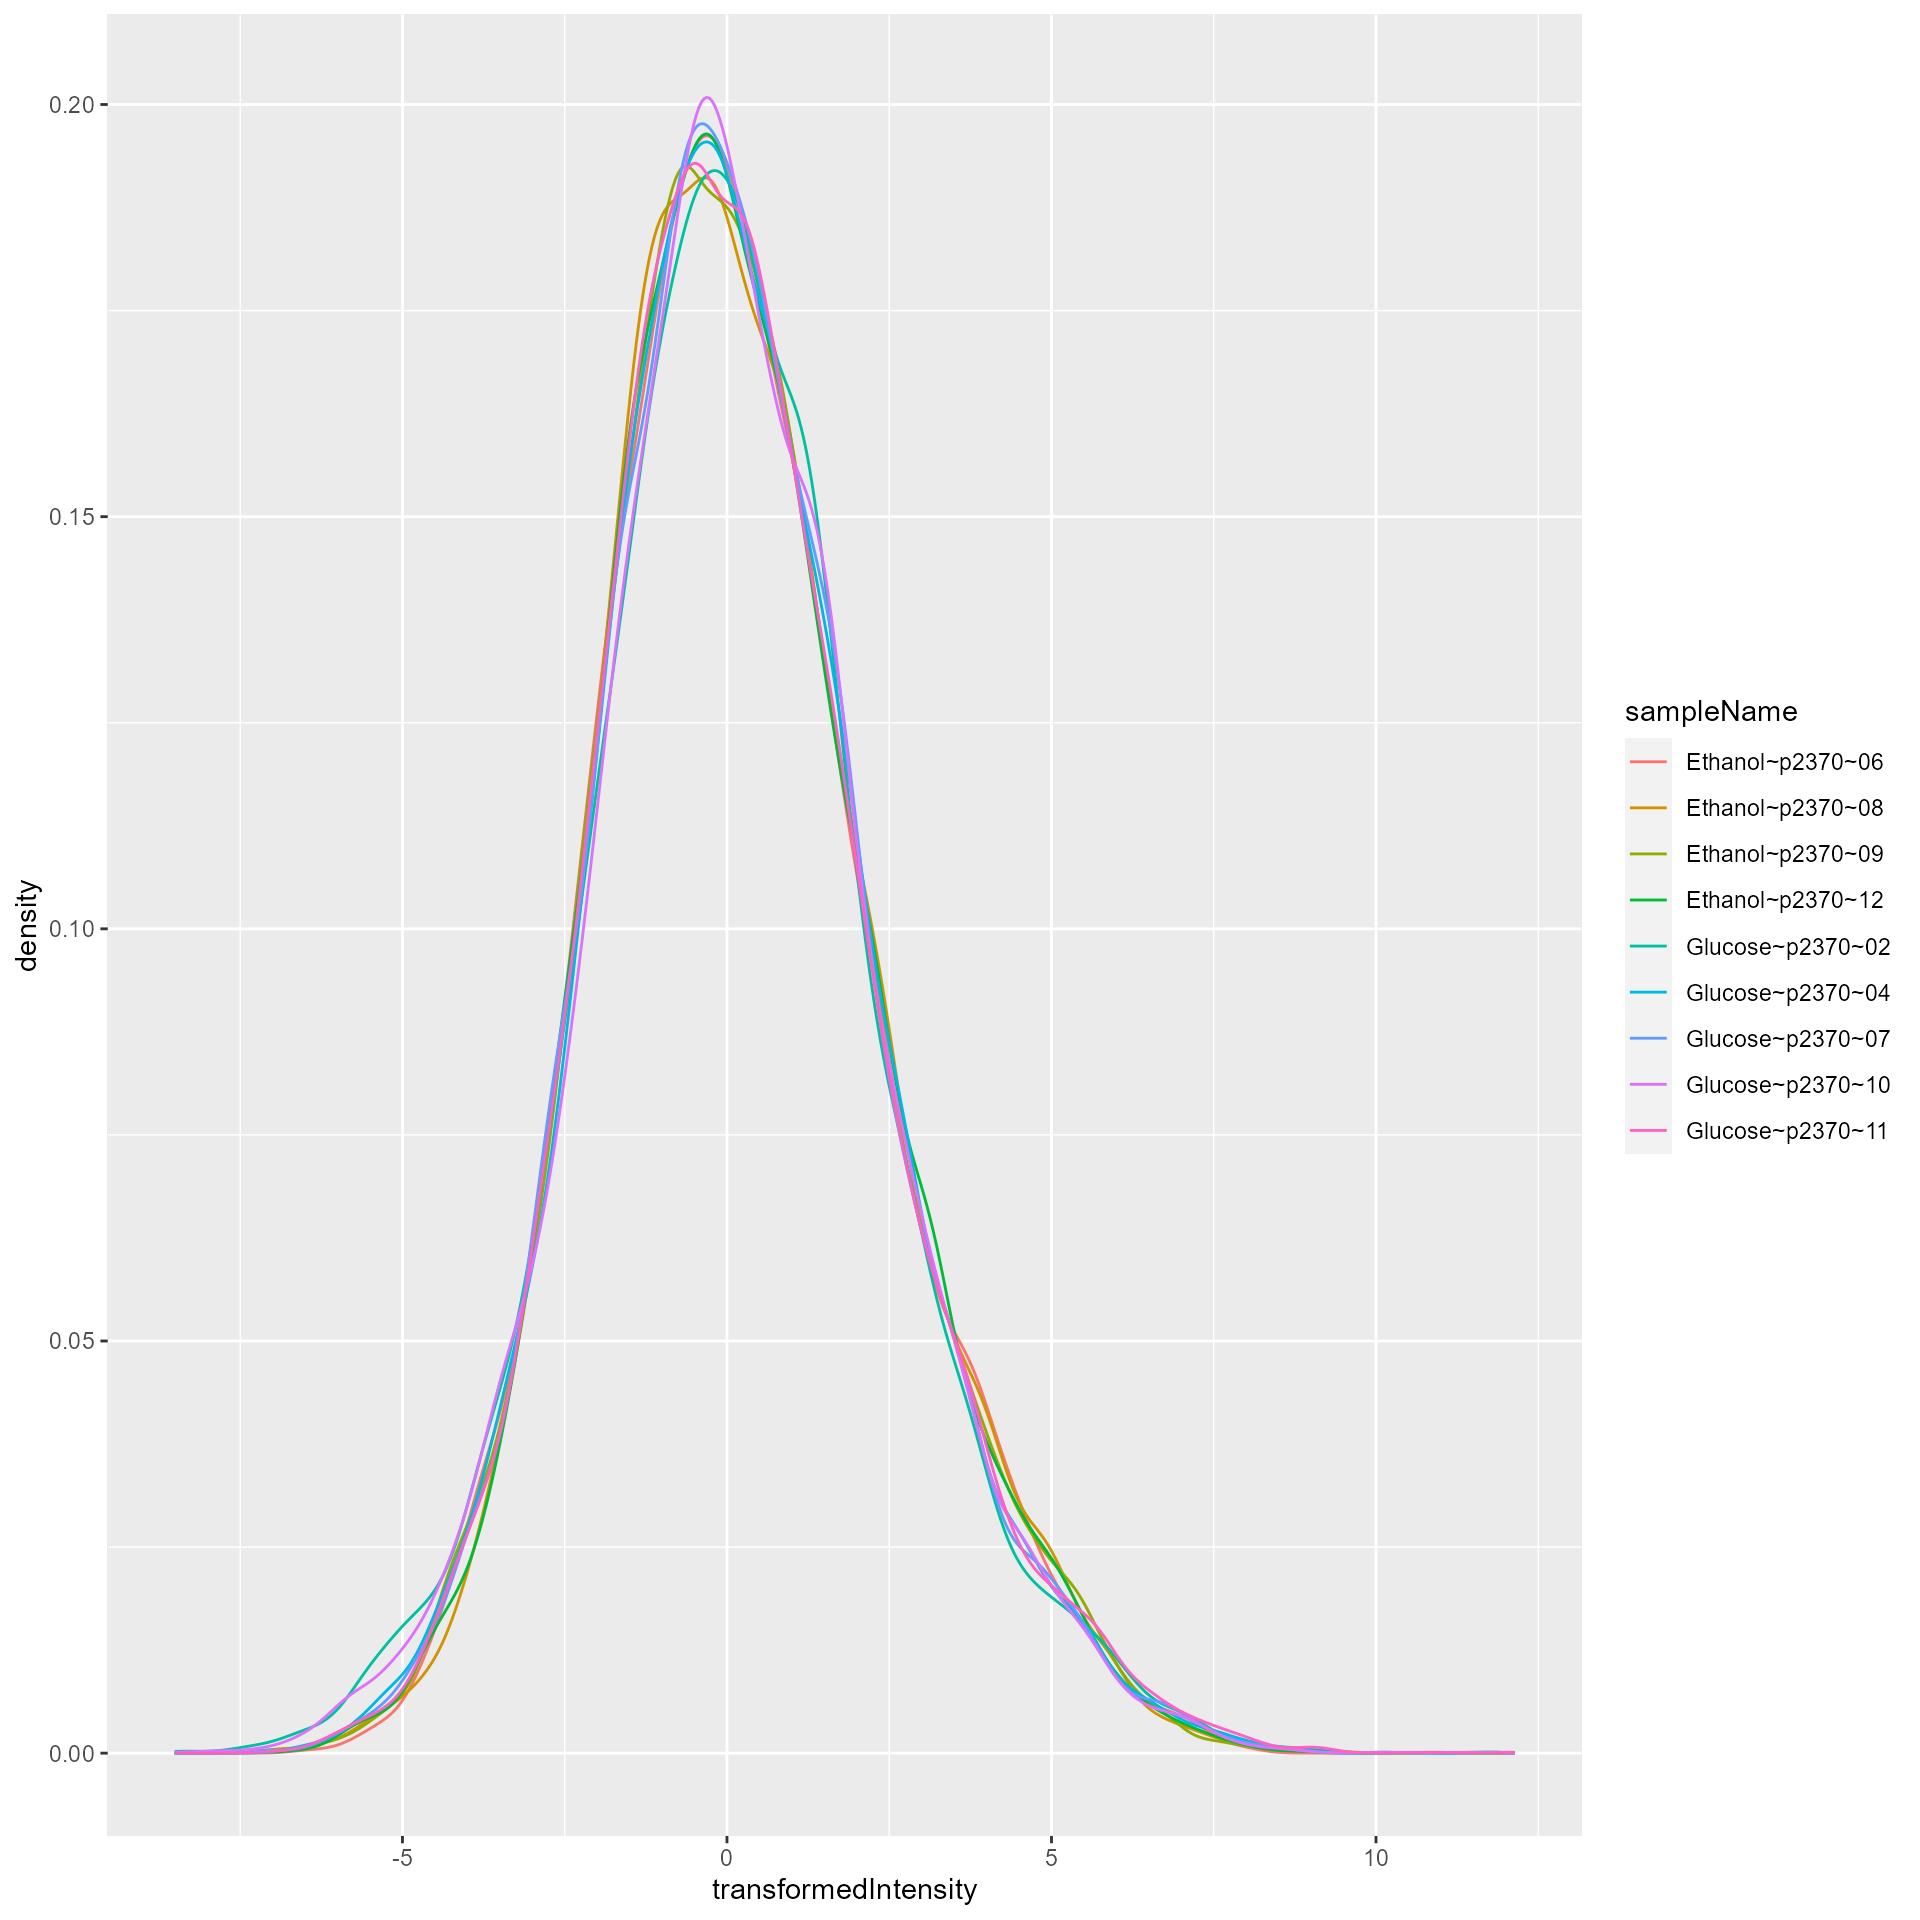 0.20
0.15
0.10
0.05
0.00
density
-5
0
5
10
transformedIntensity
sampleName
Ethanol~p2370~06
Ethanol~p2370~08
Ethanol~p2370~09
Ethanol~p2370~12
Glucose~p2370~02
Glucose~p2370~04
Glucose~p2370~07
Glucose~p2370~10
Glucose~p2370~11